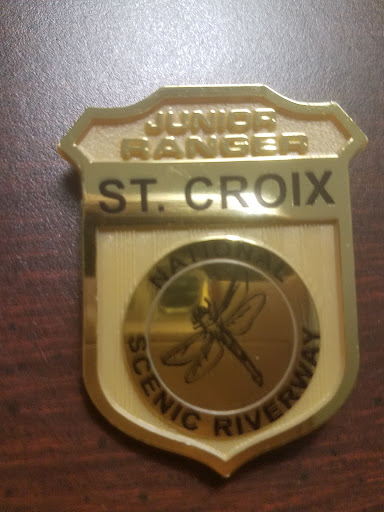 JUNIOR
RANGER
ST. CROIX
NATIONAL
SCENIC RIVERWAY